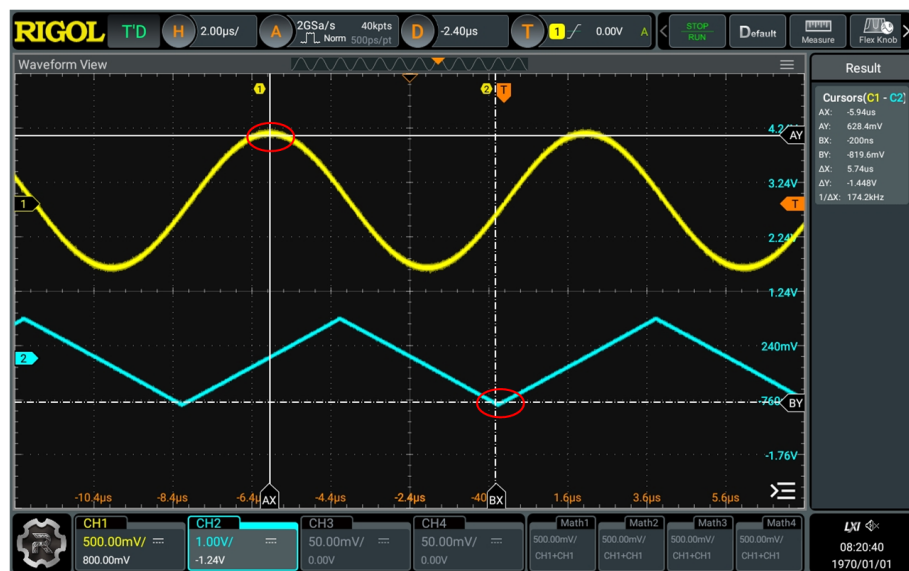 RIGOL T'D H 2.00μs/ A 2GSa/s 40kpts Norm 500ps/pt D -2.40μs T 1 0.00V A STOP RUN Default Measure Flex Knob
Waveform View
Result
1 2 T
Cursors(C1 - C2)
AX: -5.94us
AY: 628.4mV
BX: -200ns
BY: -819.6mV
ΔX: 5.74us
ΔY: -1.448V
1/ΔX: 174.2kHz
AY
3.24V
1 T
2.24V
1.24V
2 240mV
-760 BY
-1.76V
-10.4μs -8.4μs -6.4μ AX -4.4μs -2.4μs -40 BX 1.6μs 3.6μs 5.6μs
CH1 CH2 CH3 CH4 Math1 Math2 Math3 Math4
500.00mV/ 1.00V/ 50.00mV/ 50.00mV/ 500.00mV/ 500.00mV/ 500.00mV/ 500.00mV/
800.00mV -1.24V 0.00V 0.00V CH1+CH1 CH1+CH1 CH1+CH1 CH1+CH1
LXI
08:20:40
1970/01/01